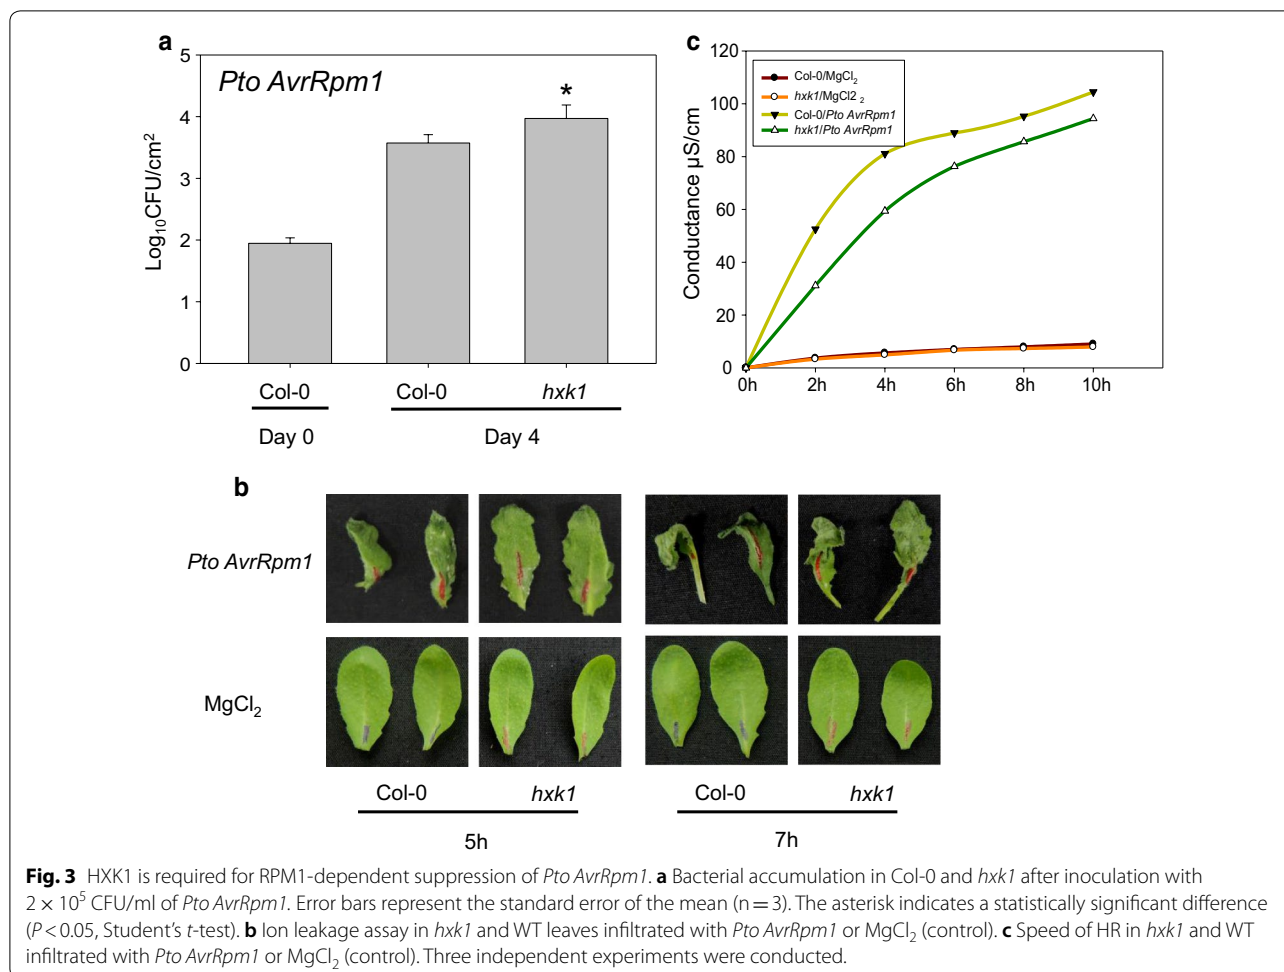 a
Pto AvrRpm1
*
Log10CFU/cm2
5
4
3
2
1
0
Col-0 Col-0 hxk1
Day 0 Day 4
c
Conductance µS/cm
120
100
80
60
40
20
0
Col-0/MgCl2
hxk1/MgCl2 2
Col-0/Pto AvrRpm1
hxk1/Pto AvrRpm1
0h 2h 4h 6h 8h 10h
b
Pto AvrRpm1
MgCl2
Col-0 hxk1 Col-0 hxk1
5h 7h
Fig. 3 HXK1 is required for RPM1-dependent suppression of Pto AvrRpm1. a Bacterial accumulation in Col-0 and hxk1 after inoculation with
2 × 10⁵ CFU/ml of Pto AvrRpm1. Error bars represent the standard error of the mean (n = 3). The asterisk indicates a statistically significant difference
(P < 0.05, Student's t-test). b Ion leakage assay in hxk1 and WT leaves infiltrated with Pto AvrRpm1 or MgCl2 (control). c Speed of HR in hxk1 and WT
infiltrated with Pto AvrRpm1 or MgCl2 (control). Three independent experiments were conducted.